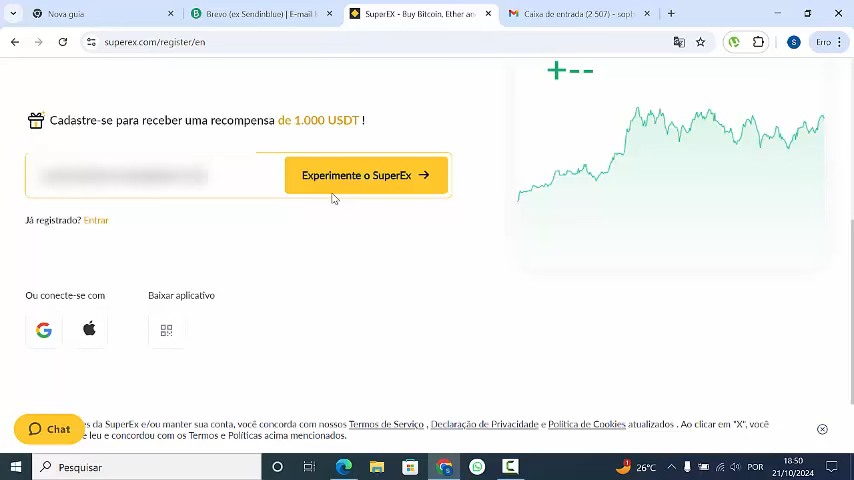 Nova guia
Brevo (ex Sendinblue) | E-mail
SuperEX - Buy Bitcoin, Ether an
Caixa de entrada (2 507) - sop
superex.com/register/en
S
Erro
+--
Cadastre-se para receber uma recompensa de 1.000 USDT !
Experimente o SuperEx →
Já registrado? Entrar
Ou conecte-se com
Baixar aplicativo
Chat
s da SuperEx e/ou manter sua conta, você concorda com nossos Termos de Serviço , Declaração de Privacidade e Política de Cookies atualizados . Ao clicar em "X", você
e leu e concordou com os Termos e Políticas acima mencionados.
Pesquisar
1
26°C
POR
18:50
21/10/2024